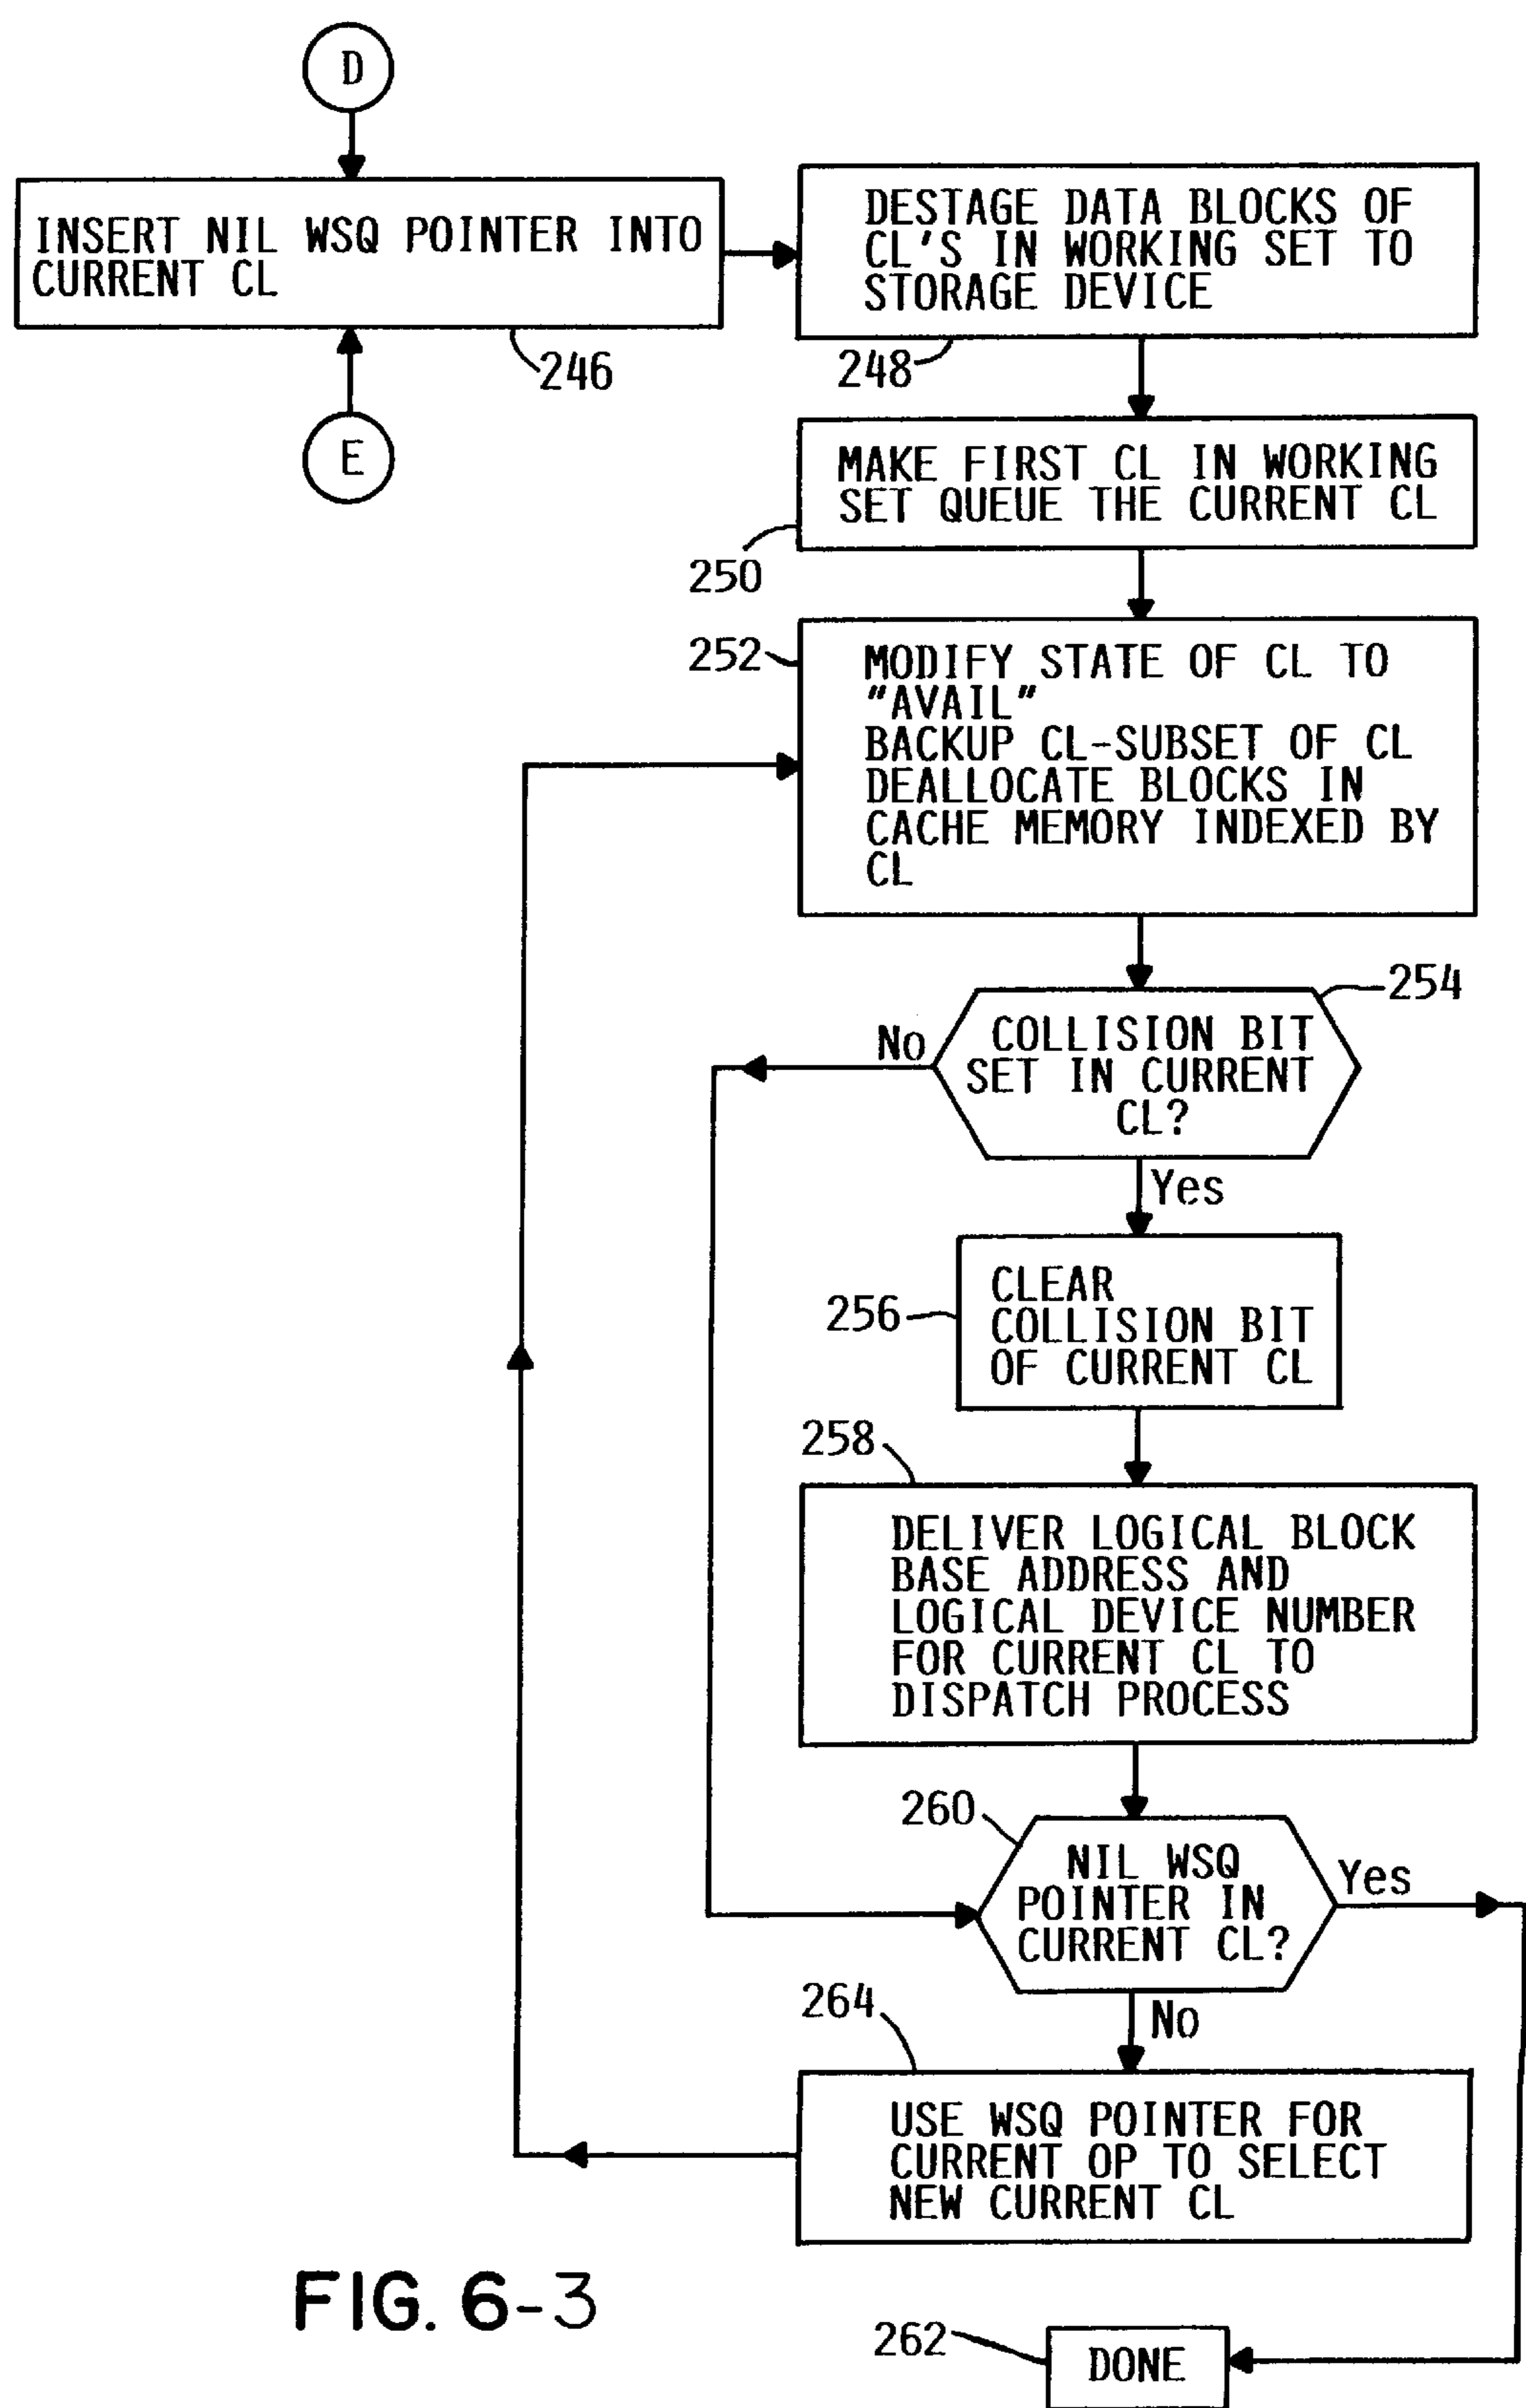 D
INSERT NIL WSQ POINTER INTO
CURRENT CL
246
E
DESTAGE DATA BLOCKS OF
CL'S IN WORKING SET TO
STORAGE DEVICE
248
MAKE FIRST CL IN WORKING
SET QUEUE THE CURRENT CL
250
252
MODIFY STATE OF CL TO
"AVAIL"
BACKUP CL-SUBSET OF CL
DEALLOCATE BLOCKS IN
CACHE MEMORY INDEXED BY
CL
254
No
COLLISION BIT
SET IN CURRENT
CL?
Yes
256
CLEAR
COLLISION BIT
OF CURRENT CL
258
DELIVER LOGICAL BLOCK
BASE ADDRESS AND
LOGICAL DEVICE NUMBER
FOR CURRENT CL TO
DISPATCH PROCESS
260
NIL WSQ
POINTER IN
CURRENT CL?
Yes
No
264
USE WSQ POINTER FOR
CURRENT OP TO SELECT
NEW CURRENT CL
FIG. 6-3
262
DONE